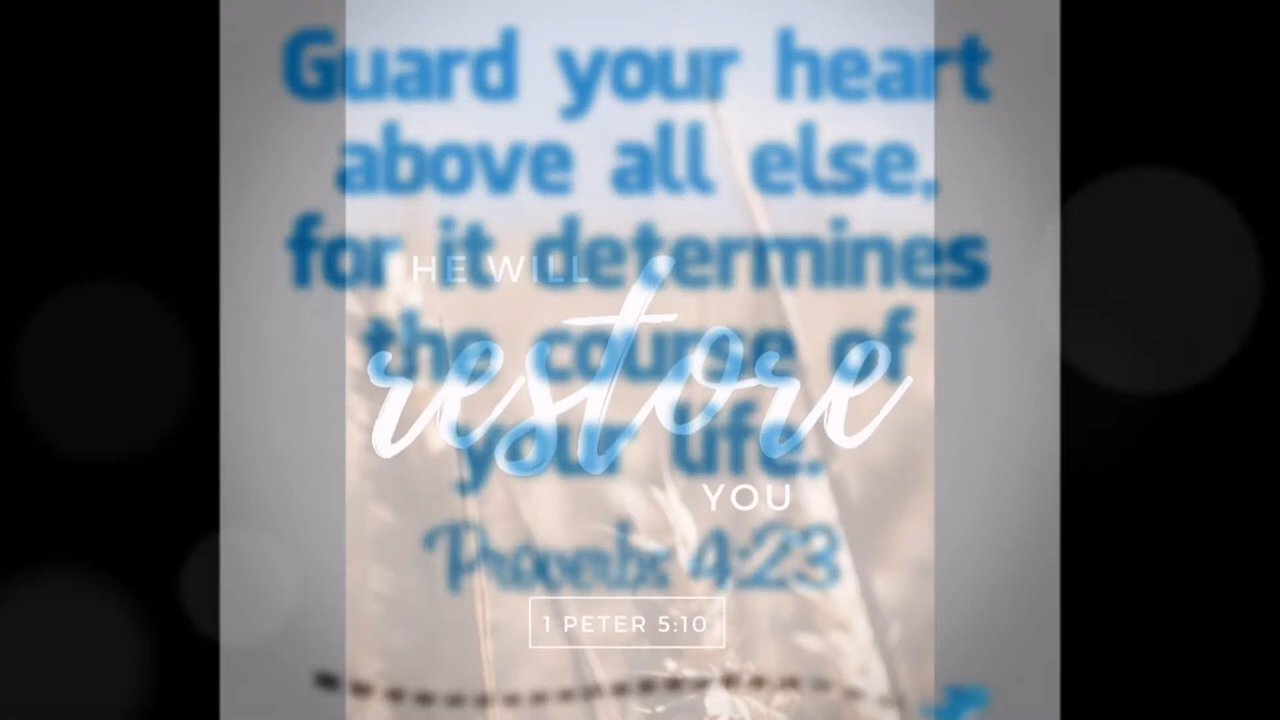 Guard your heart
above all else,
for it determines
the course of
your life.
Proverbs 4:23
HE WILL
restore
YOU
1 PETER 5:10